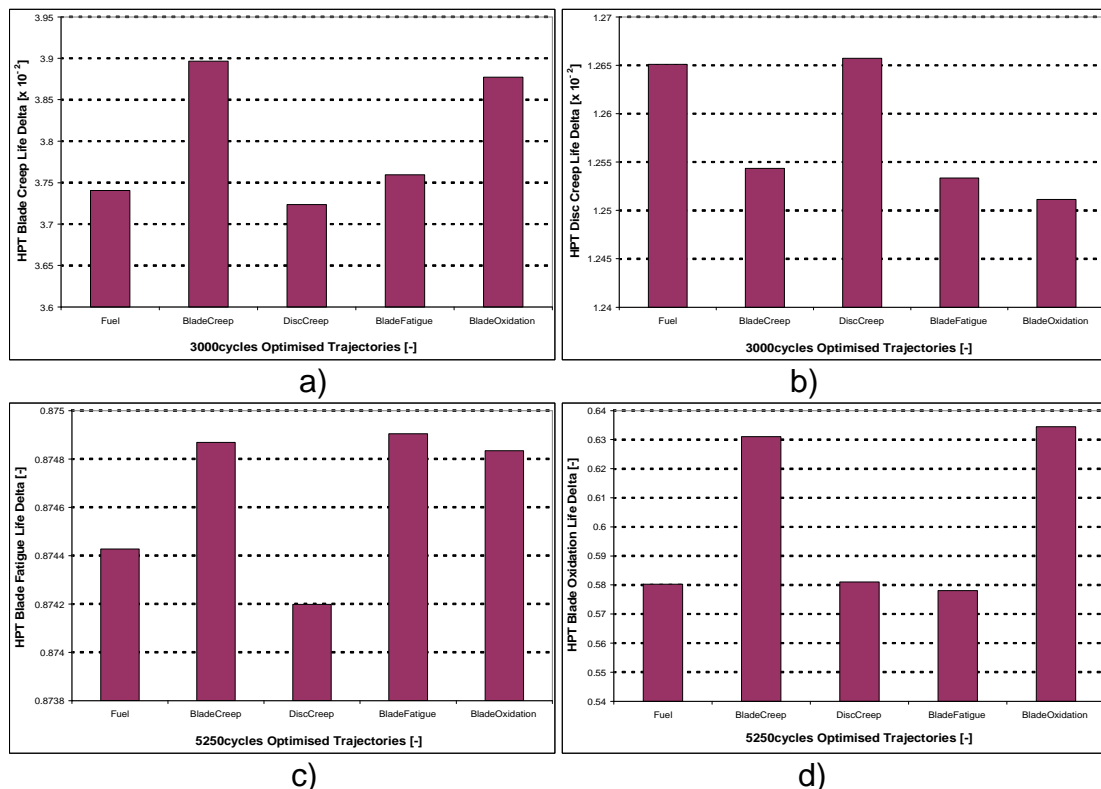 HPT Blade Creep Life Delta [x 10⁻²]
3.95
3.9
3.85
3.8
3.75
3.7
3.65
3.6
Fuel BladeCreep DiscCreep BladeFatigue BladeOxidation
3000cycles Optimised Trajectories [-]
a)
HPT Disc Creep Life Delta [x 10⁻²]
1.27
1.265
1.26
1.255
1.25
1.245
1.24
Fuel BladeCreep DiscCreep BladeFatigue BladeOxidation
3000cycles Optimised Trajectories [-]
b)
HPT Blade Fatigue Life Delta [-]
0.875
0.8748
0.8746
0.8744
0.8742
0.874
0.8738
Fuel BladeCreep DiscCreep BladeFatigue BladeOxidation
5250cycles Optimised Trajectories [-]
c)
HPT Blade Oxidation Life Delta [-]
0.64
0.63
0.62
0.61
0.6
0.59
0.58
0.57
0.56
0.55
0.54
Fuel BladeCreep DiscCreep BladeFatigue BladeOxidation
5250cycles Optimised Trajectories [-]
d)